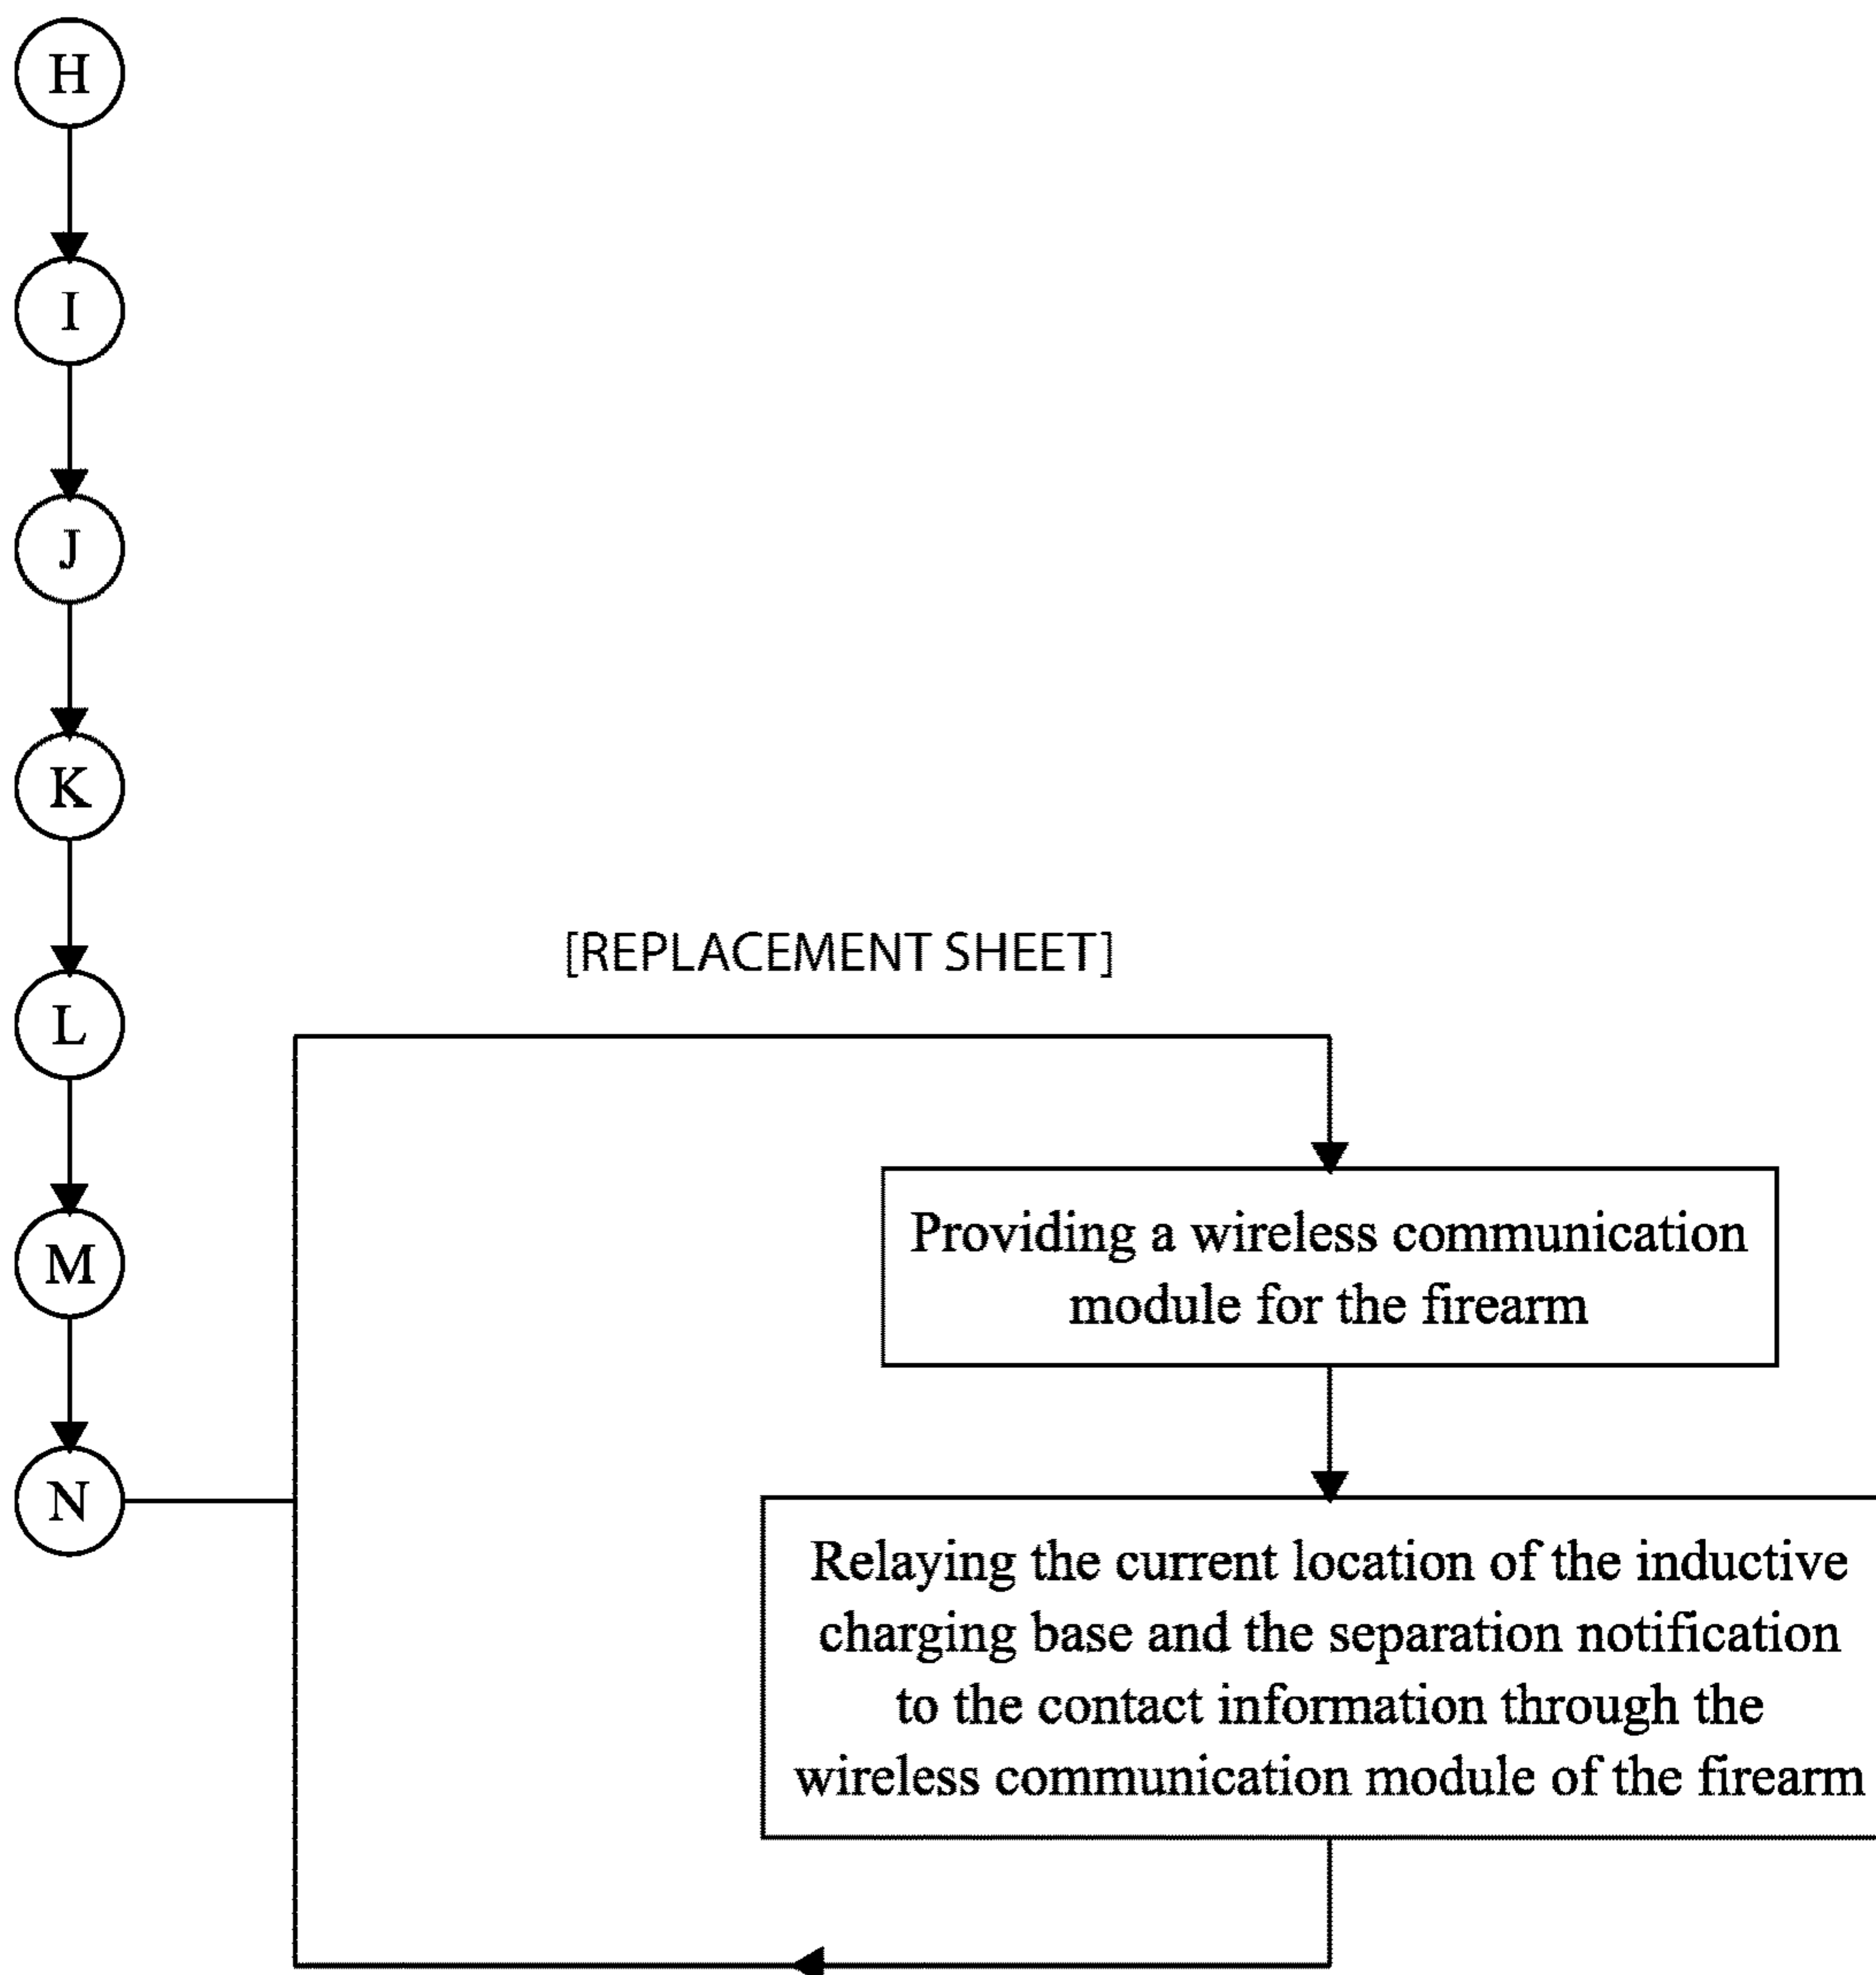 H
I
J
K
L
M
N
[REPLACEMENT SHEET]
Providing a wireless communication
module for the firearm
Relaying the current location of the inductive
charging base and the separation notification
to the contact information through the
wireless communication module of the firearm